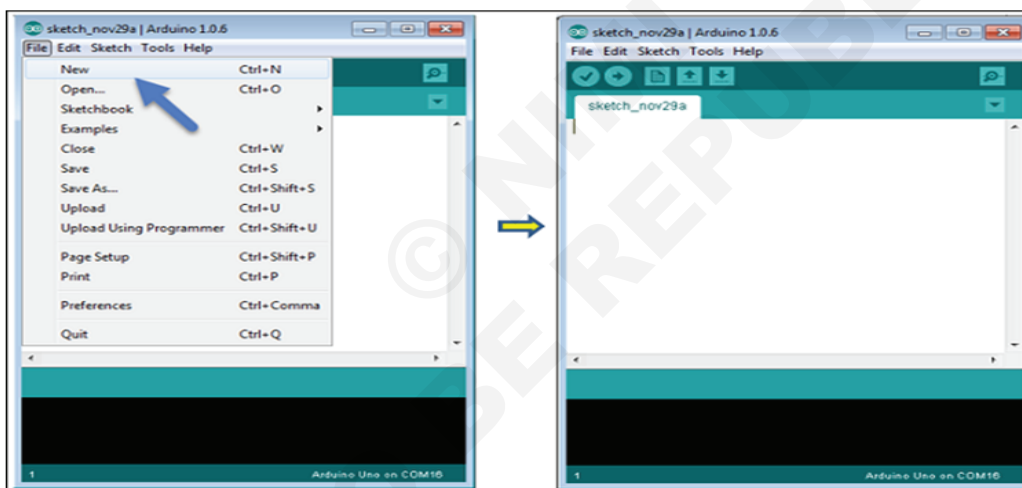 sketch_nov29a | Arduino 1.0.6
File Edit Sketch Tools Help
New Ctrl+N
Open... Ctrl+O
Sketchbook
Examples
Close Ctrl+W
Save Ctrl+S
Save As... Ctrl+Shift+S
Upload Ctrl+U
Upload Using Programmer Ctrl+Shift+U
Page Setup Ctrl+Shift+P
Print Ctrl+P
Preferences Ctrl+Comma
Quit Ctrl+Q
1 Arduino Uno on COM16
sketch_nov29a | Arduino 1.0.6
File Edit Sketch Tools Help
sketch_nov29a
1 Arduino Uno on COM16
BE REPUB